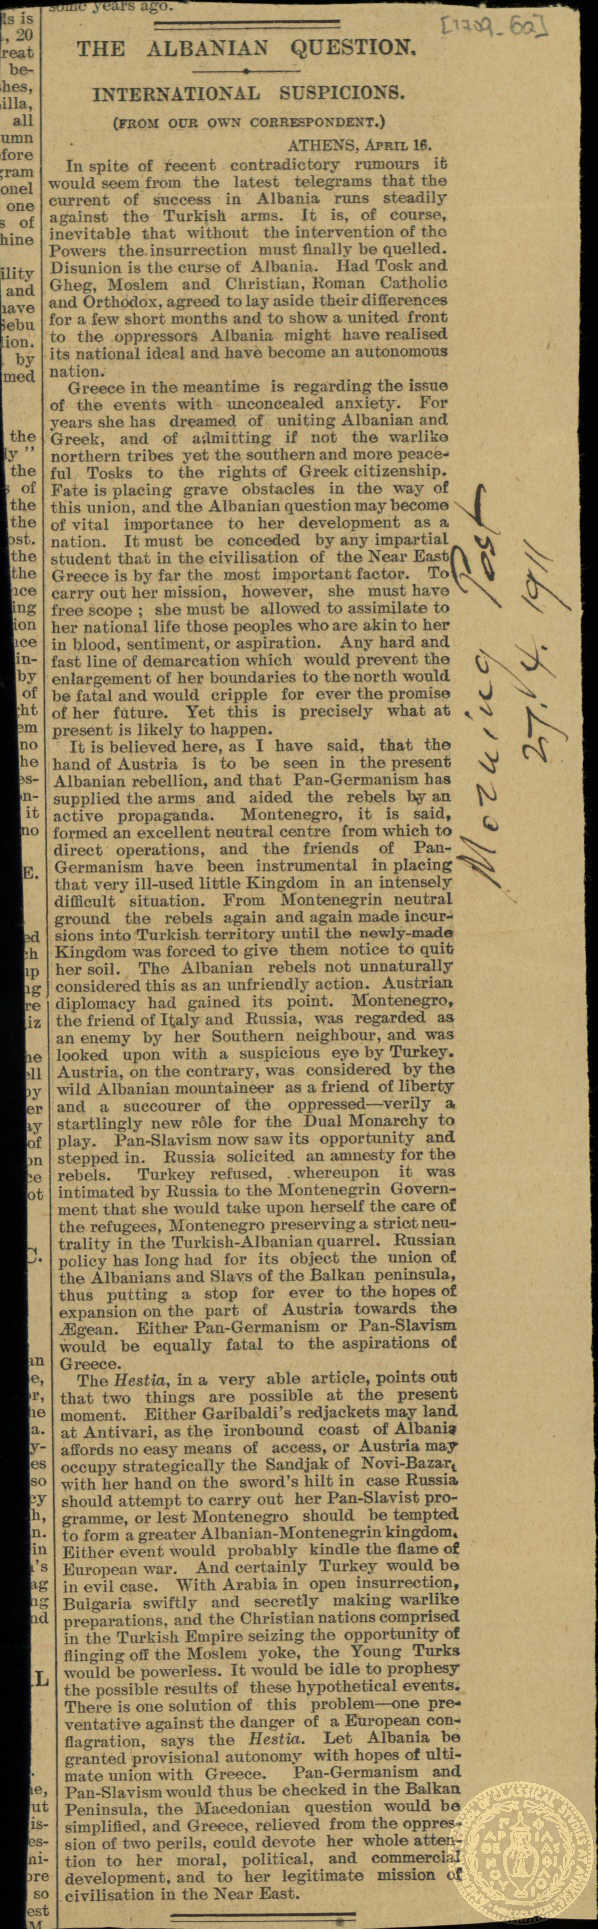 some years ago.
[1709-60]
THE ALBANIAN QUESTION.
INTERNATIONAL SUSPICIONS.
(FROM OUR OWN CORRESPONDENT.)
ATHENS, APRIL 16.
In spite of recent contradictory rumours it
would seem from the latest telegrams that the
current of success in Albania runs steadily
against the Turkish arms. It is, of course,
inevitable that without the intervention of the
Powers the insurrection must finally be quelled.
Disunion is the curse of Albania. Had Tosk and
Gheg, Moslem and Christian, Roman Catholic
and Orthodox, agreed to lay aside their differences
for a few short months and to show a united front
to the oppressors Albania might have realised
its national ideal and have become an autonomous
nation.
Greece in the meantime is regarding the issue
of the events with unconcealed anxiety. For
years she has dreamed of uniting Albanian and
Greek, and of admitting if not the warlike
northern tribes yet the southern and more peace-
ful Tosks to the rights of Greek citizenship.
Fate is placing grave obstacles in the way of
this union, and the Albanian question may become
of vital importance to her development as a
nation. It must be conceded by any impartial
student that in the civilisation of the Near East
Greece is by far the most important factor. To
carry out her mission, however, she must have
free scope ; she must be allowed to assimilate to
her national life those peoples who are akin to her
in blood, sentiment, or aspiration. Any hard and
fast line of demarcation which would prevent the
enlargement of her boundaries to the north would
be fatal and would cripple for ever the promise
of her future. Yet this is precisely what at
present is likely to happen.
It is believed here, as I have said, that the
hand of Austria is to be seen in the present
Albanian rebellion, and that Pan-Germanism has
supplied the arms and aided the rebels by an
active propaganda. Montenegro, it is said,
formed an excellent neutral centre from which to
direct operations, and the friends of Pan-
Germanism have been instrumental in placing
that very ill-used little Kingdom in an intensely
difficult situation. From Montenegrin neutral
ground the rebels again and again made incur-
sions into Turkish territory until the newly-made
Kingdom was forced to give them notice to quit
her soil. The Albanian rebels not unnaturally
considered this as an unfriendly action. Austrian
diplomacy had gained its point. Montenegro,
the friend of Italy and Russia, was regarded as
an enemy by her Southern neighbour, and was
looked upon with a suspicious eye by Turkey.
Austria, on the contrary, was considered by the
wild Albanian mountaineer as a friend of liberty
and a succourer of the oppressed—verily a
startlingly new rôle for the Dual Monarchy to
play. Pan-Slavism now saw its opportunity and
stepped in. Russia solicited an amnesty for the
rebels. Turkey refused, whereupon it was
intimated by Russia to the Montenegrin Govern-
ment that she would take upon herself the care of
the refugees, Montenegro preserving a strict neu-
trality in the Turkish-Albanian quarrel. Russian
policy has long had for its object the union of
the Albanians and Slavs of the Balkan peninsula,
thus putting a stop for ever to the hopes of
expansion on the part of Austria towards the
Ægean. Either Pan-Germanism or Pan-Slavism
would be equally fatal to the aspirations of
Greece.
The Hestia, in a very able article, points out
that two things are possible at the present
moment. Either Garibaldi's redjackets may land
at Antivari, as the ironbound coast of Albania
affords no easy means of access, or Austria may
occupy strategically the Sandjak of Novi-Bazar,
with her hand on the sword's hilt in case Russia
should attempt to carry out her Pan-Slavist pro-
gramme, or lest Montenegro should be tempted
to form a greater Albanian-Montenegrin kingdom.
Either event would probably kindle the flame of
European war. And certainly Turkey would be
in evil case. With Arabia in open insurrection,
Bulgaria swiftly and secretly making warlike
preparations, and the Christian nations comprised
in the Turkish Empire seizing the opportunity of
flinging off the Moslem yoke, the Young Turks
would be powerless. It would be idle to prophesy
the possible results of these hypothetical events.
There is one solution of this problem—one pre-
ventative against the danger of a European con-
flagration, says the Hestia. Let Albania be
granted provisional autonomy with hopes of ulti-
mate union with Greece. Pan-Germanism and
Pan-Slavism would thus be checked in the Balkan
Peninsula, the Macedonian question would be
simplified, and Greece, relieved from the oppres-
sion of two perils, could devote her whole atten-
tion to her moral, political, and commercial
development, and to her legitimate mission of
civilisation in the Near East.
Morning Post
27.4.1911